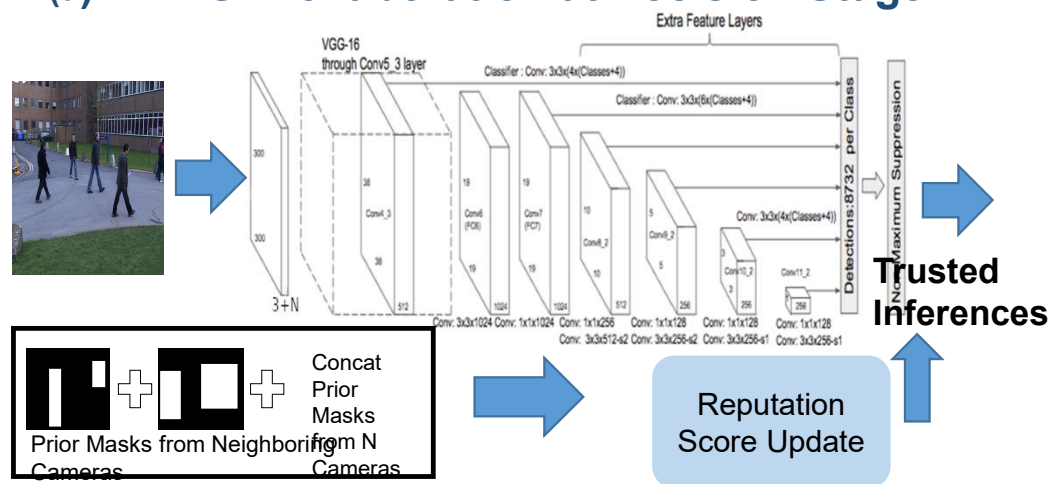 Extra Feature Layers
VGG-16
through Conv5_3 layer
Classifier : Conv: 3x3x(4x(Classes+4))
Classifier : Conv: 3x3x(6x(Classes+4))
Conv: 3x3x(4x(Classes+4))
300
300
3+N
38
Conv4_3
38
512
19
Conv6
(FC6)
19
1024
19
Conv7
(FC7)
19
1024
10
Conv8_2
10
512
5
Conv9_2
5
256
3
Conv10_2
3
256
Conv11_2
256
Detections:8732 per Class
Non-Maximum Suppression
Conv: 3x3x1024
Conv: 1x1x1024
Conv: 1x1x256
Conv: 3x3x512-s2
Conv: 1x1x128
Conv: 3x3x256-s2
Conv: 1x1x128
Conv: 3x3x256-s1
Conv: 1x1x128
Conv: 3x3x256-s1
Trusted
Inferences
Concat
Prior
Masks
from N
Cameras
Prior Masks from Neighboring
Cameras
Reputation
Score Update